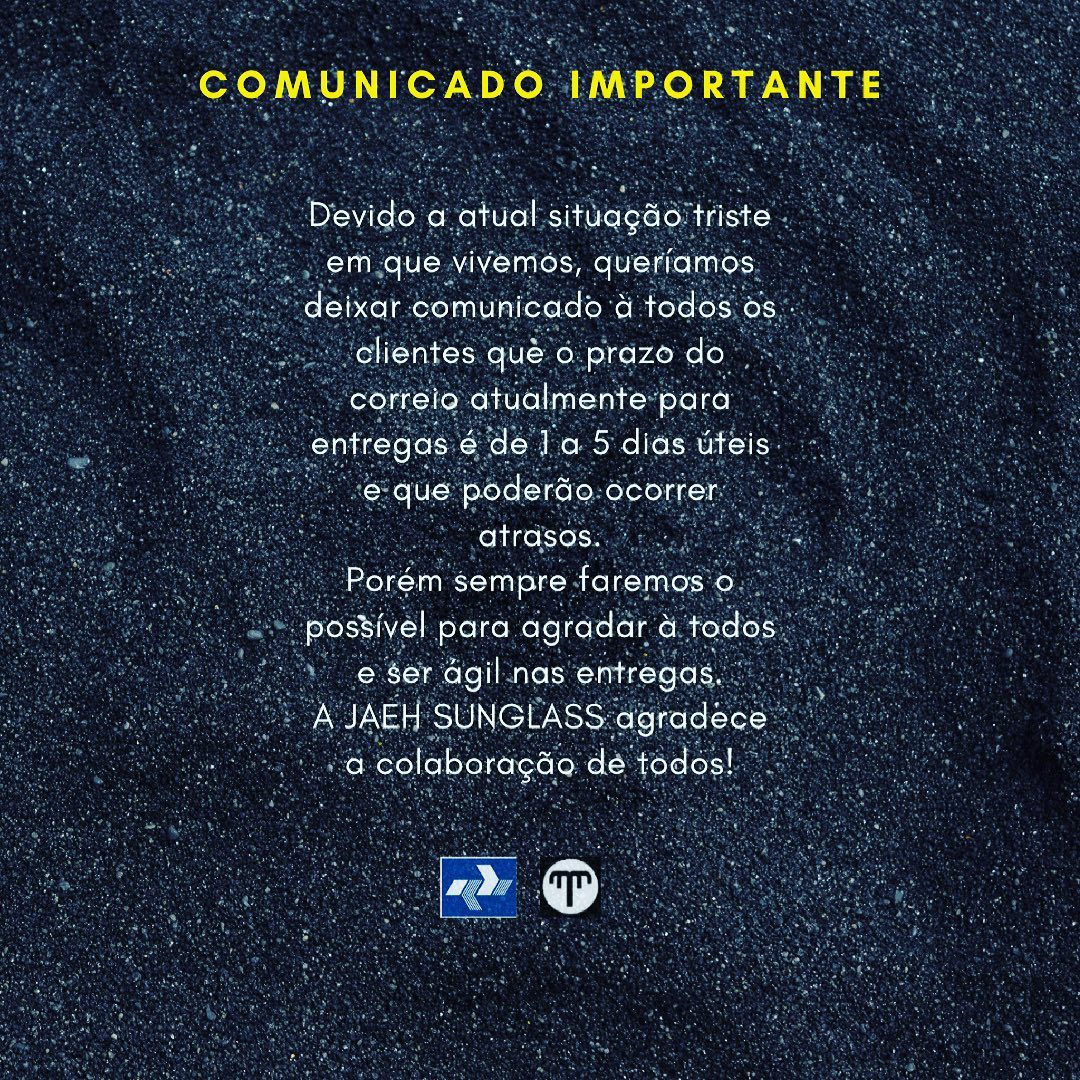 COMUNICADO IMPORTANTE
Devido a atual situação triste
em que vivemos, queríamos
deixar comunicado à todos os
clientes que o prazo do
correio atualmente para
entregas é de 1 a 5 dias úteis
e que poderão ocorrer
atrasos.
Porém sempre faremos o
possível para agradar à todos
e ser ágil nas entregas.
A JAEH SUNGLASS agradece
a colaboração de todos!